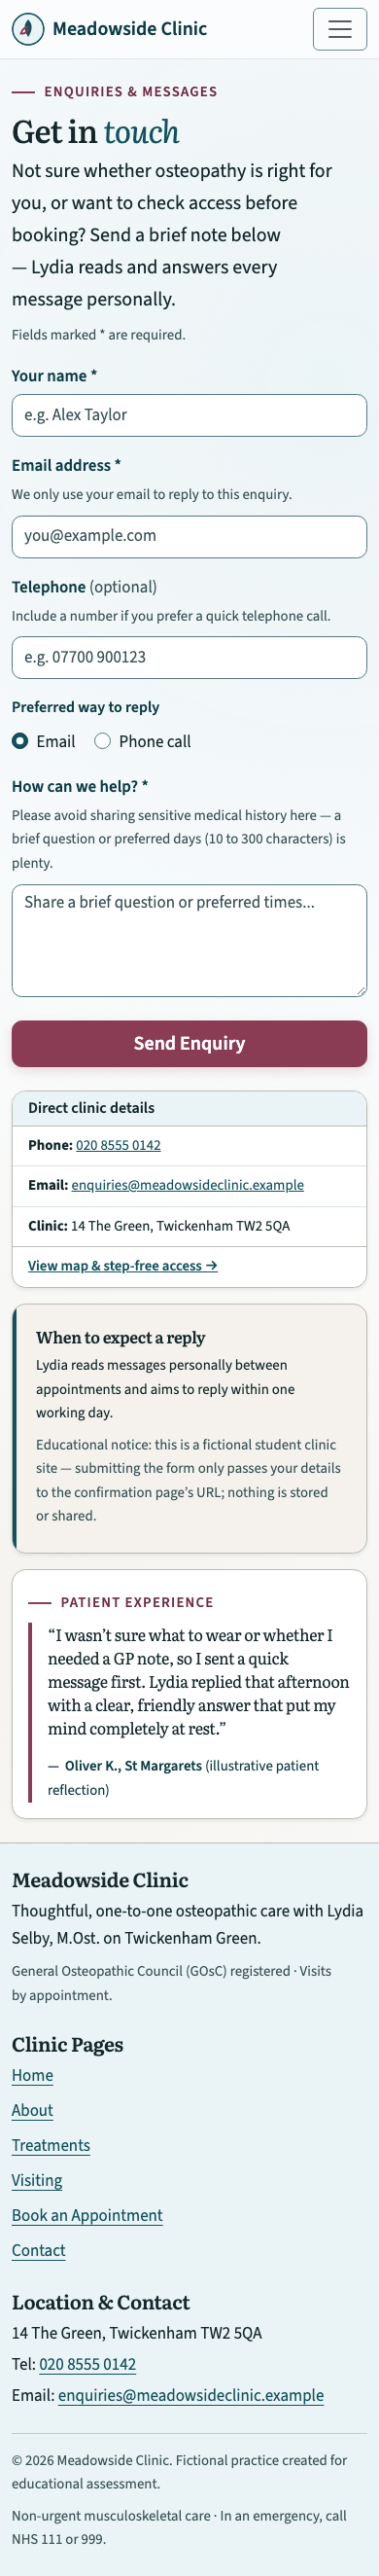 Meadowside Clinic
ENQUIRIES & MESSAGES
Get in touch
Not sure whether osteopathy is right for
you, or want to check access before
booking? Send a brief note below
— Lydia reads and answers every
message personally.
Fields marked * are required.
Your name *
e.g. Alex Taylor
Email address *
We only use your email to reply to this enquiry.
you@example.com
Telephone (optional)
Include a number if you prefer a quick telephone call.
e.g. 07700 900123
Preferred way to reply
Email Phone call
How can we help? *
Please avoid sharing sensitive medical history here — a
brief question or preferred days (10 to 300 characters) is
plenty.
Share a brief question or preferred times...
Send Enquiry
Direct clinic details
Phone: 020 8555 0142
Email: enquiries@meadowsideclinic.example
Clinic: 14 The Green, Twickenham TW2 5QA
View map & step-free access →
When to expect a reply
Lydia reads messages personally between
appointments and aims to reply within one
working day.
Educational notice: this is a fictional student clinic
site — submitting the form only passes your details
to the confirmation page’s URL; nothing is stored
or shared.
PATIENT EXPERIENCE
“I wasn’t sure what to wear or whether I
needed a GP note, so I sent a quick
message first. Lydia replied that afternoon
with a clear, friendly answer that put my
mind completely at rest.”
— Oliver K., St Margarets (illustrative patient
reflection)
Meadowside Clinic
Thoughtful, one-to-one osteopathic care with Lydia
Selby, M.Ost. on Twickenham Green.
General Osteopathic Council (GOsC) registered · Visits
by appointment.
Clinic Pages
Home
About
Treatments
Visiting
Book an Appointment
Contact
Location & Contact
14 The Green, Twickenham TW2 5QA
Tel: 020 8555 0142
Email: enquiries@meadowsideclinic.example
© 2026 Meadowside Clinic. Fictional practice created for
educational assessment.
Non-urgent musculoskeletal care · In an emergency, call
NHS 111 or 999.